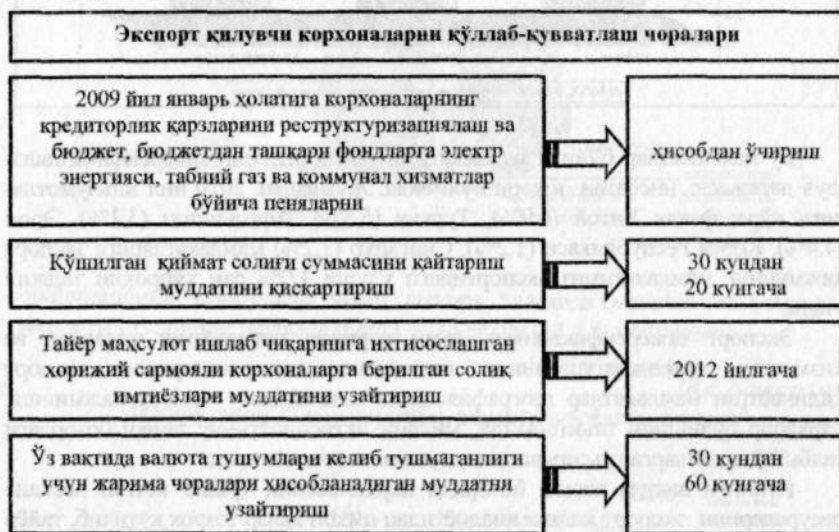 Экспорт қилувчи корхоналарни қўллаб-қувватлаш чоралари
2009 йил январь ҳолатига корхоналарнинг
кредиторлик қарзларини реструктуризациялаш ва
бюджет, бюджетдан ташқари фондларга электр
энергияси, табиий газ ва коммунал хизматлар
бўйича пеняларни
ҳисобдан ўчириш
Қўшилган қиймат солиғи суммасини қайтариш
муддатини қисқартириш
30 кундан
20 кунгача
Тайёр маҳсулот ишлаб чиқаришга ихтисослашган
хорижий сармояли корхоналарга берилган солиқ
имтиёзлари муддатини узайтириш
2012 йилгача
Ўз вақтида валюта тушумлари келиб тушмаганлиги
учун жарима чоралари ҳисобланадиган муддатни
узайтириш
30 кундан
60 кунгача